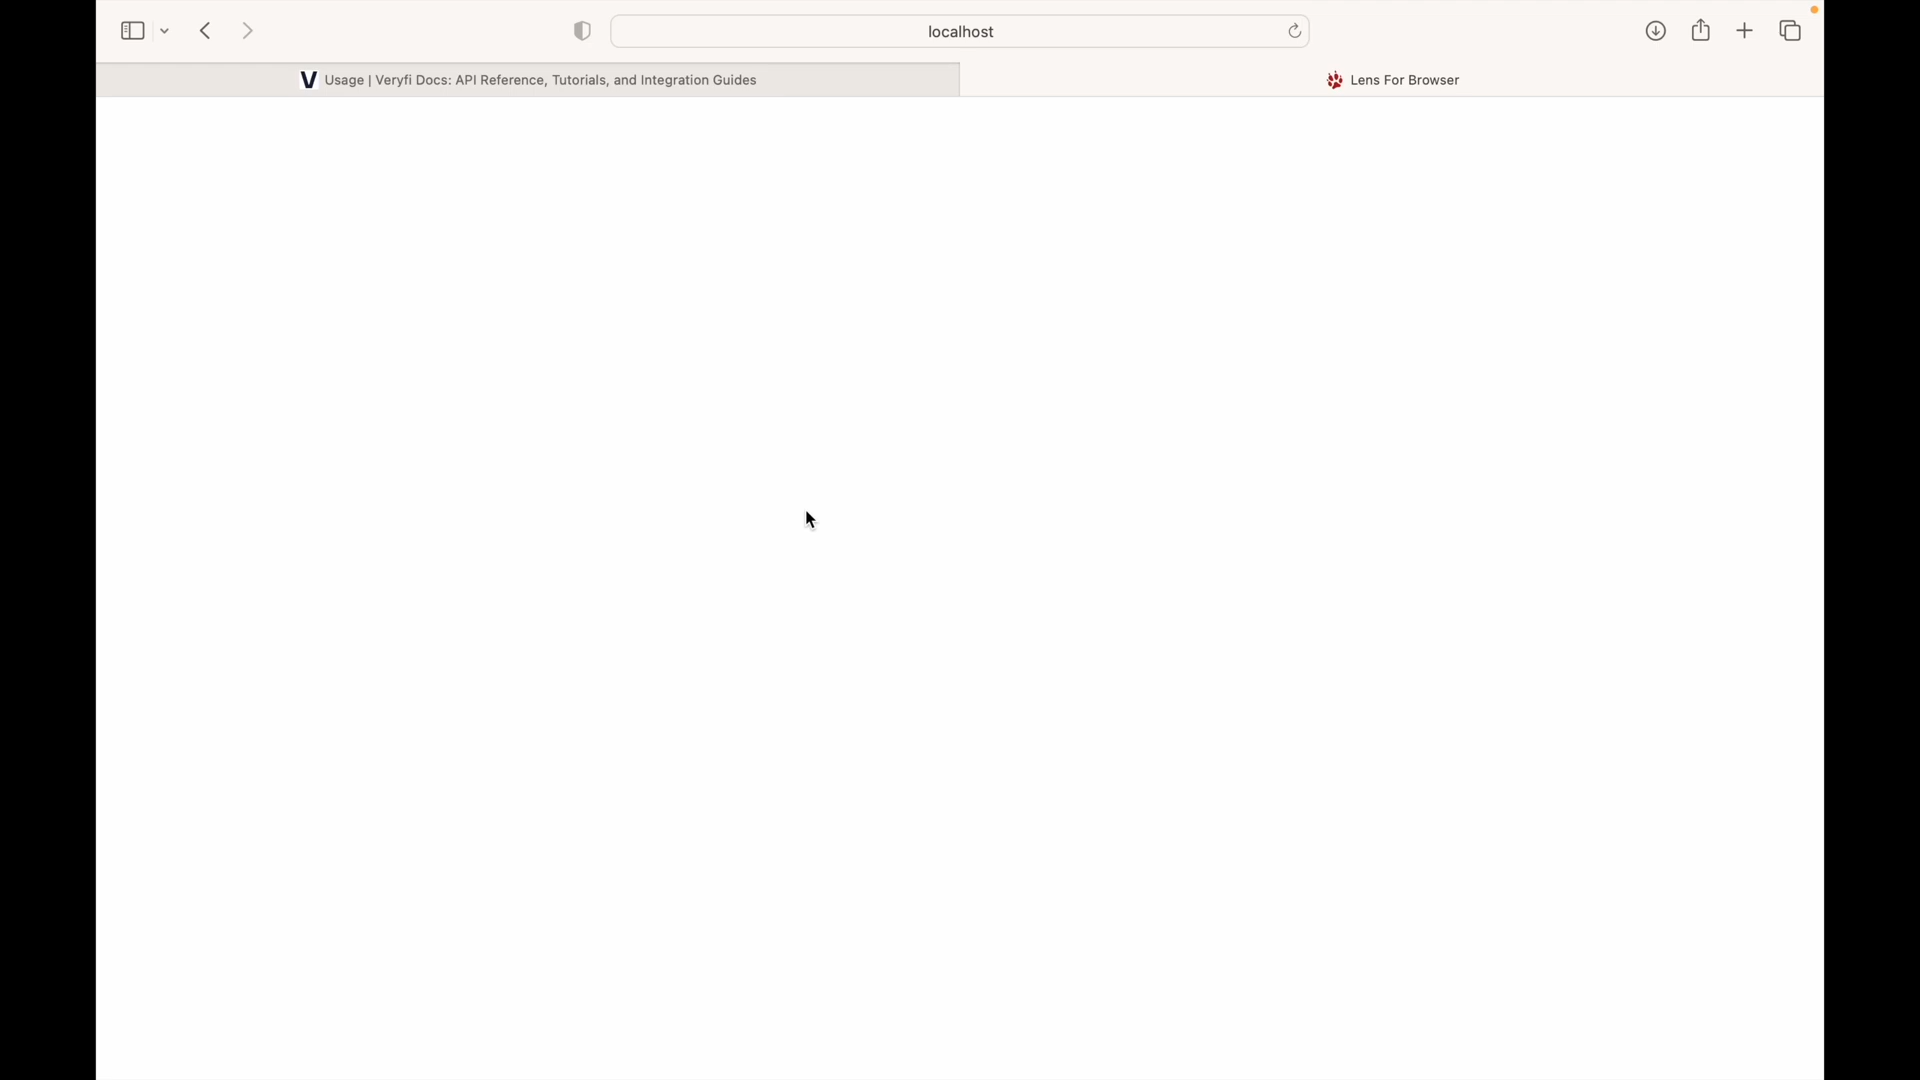 localhost
V Usage | Veryfi Docs: API Reference, Tutorials, and Integration Guides
Lens For Browser